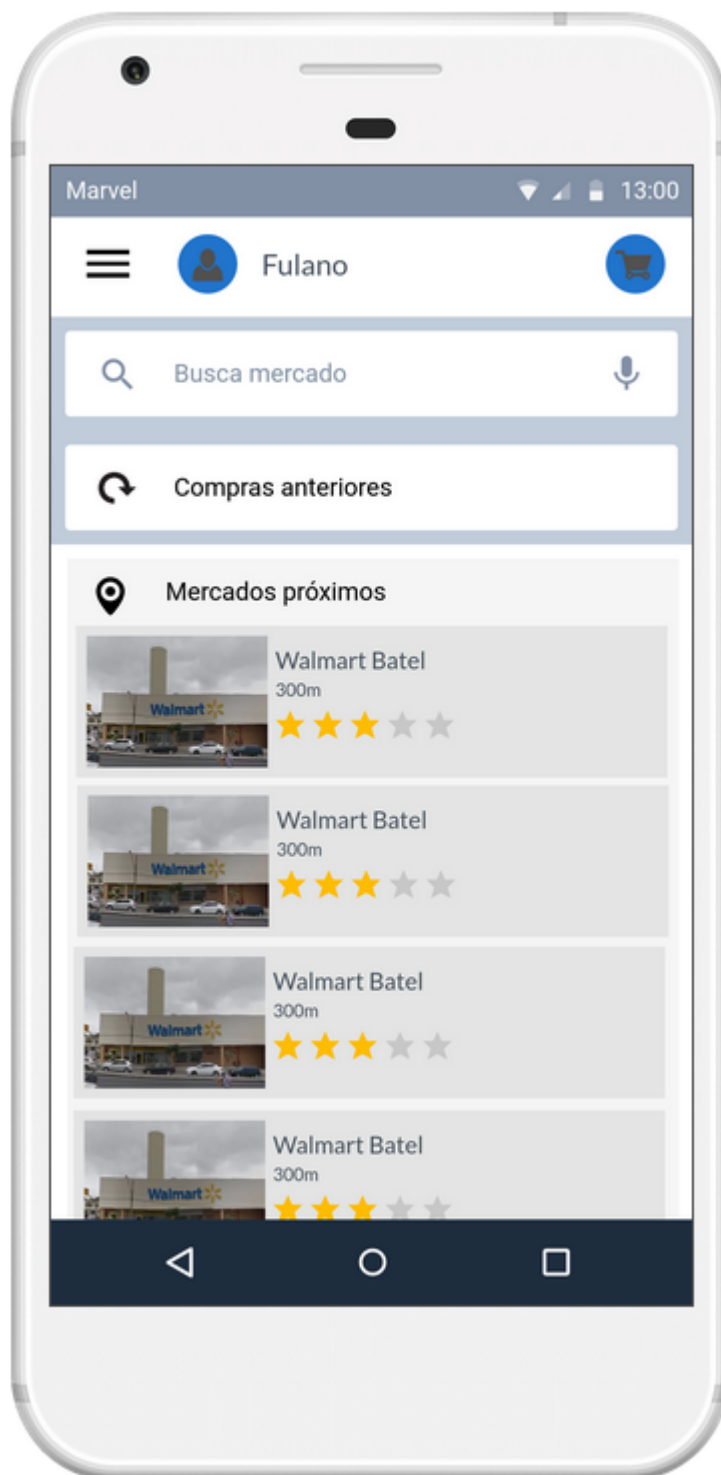 Marvel 13:00
Fulano
Busca mercado
Compras anteriores
Mercados próximos
Walmart
Walmart Batel
300m
Walmart
Walmart Batel
300m
Walmart
Walmart Batel
300m
Walmart
Walmart Batel
300m